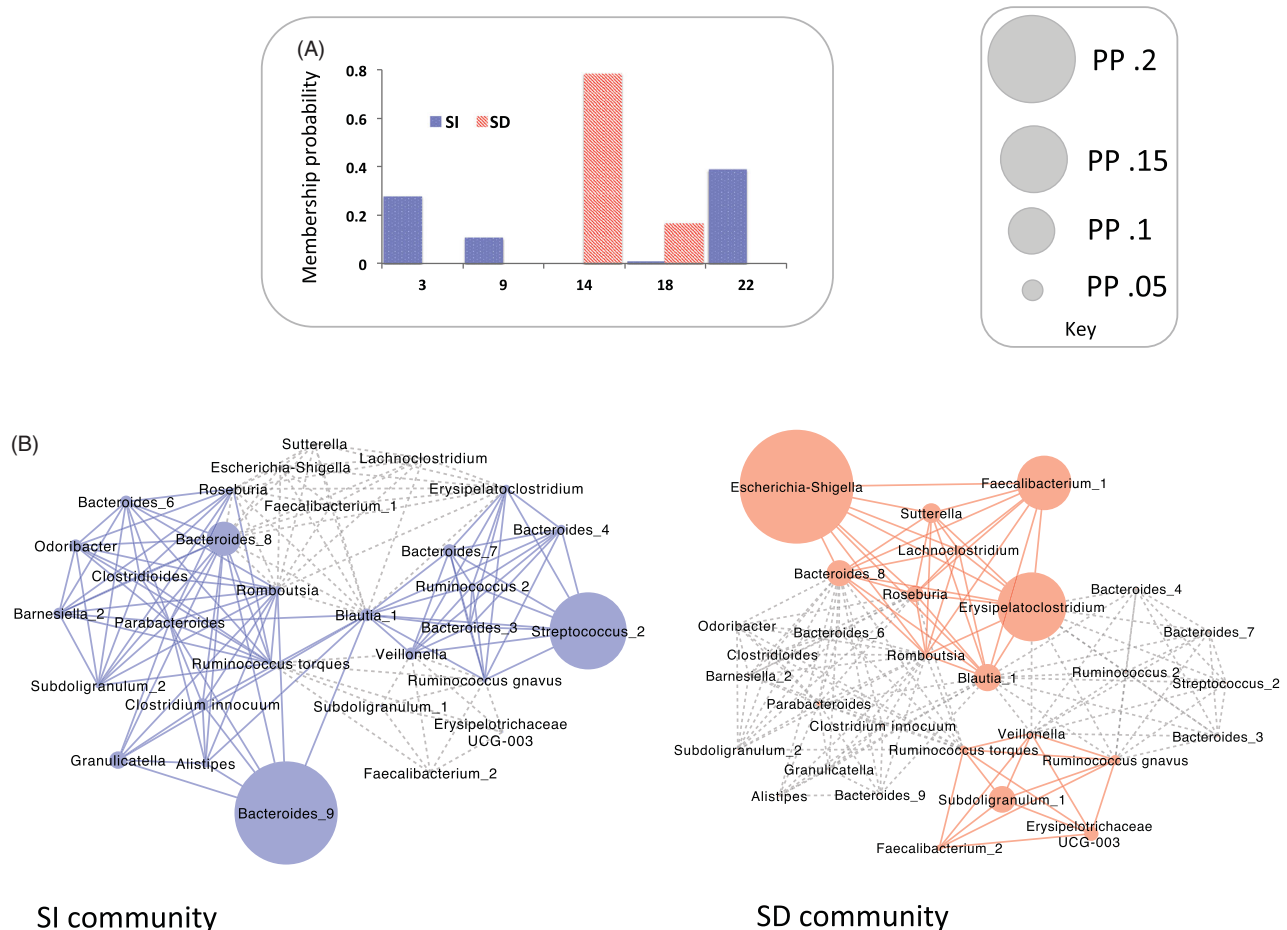 (A)
Membership probability
0.8
0.6
0.4
0.2
0
SI
SD
3
9
14
18
22
PP .2
PP .15
PP .1
PP .05
Key
(B)
Sutterella
Lachnoclostridium
Escherichia-Shigella
Roseburia
Erysipelatoclostridium
Bacteroides_6
Faecalibacterium_1
Bacteroides_4
Bacteroides_8
Odoribacter
Bacteroides_7
Clostridioides
Ruminococcus 2
Romboutsia
Barnesiella_2
Blautia_1
Parabacteroides
Bacteroides_3
Streptococcus_2
Veillonella
Ruminococcus torques
Ruminococcus gnavus
Subdoligranulum_2
Clostridium innocuum
Subdoligranulum_1
Erysipelotrichaceae
UCG-003
Granulicatella
Alistipes
Faecalibacterium_2
Bacteroides_9
SI community
Escherichia-Shigella
Faecalibacterium_1
Sutterella
Lachnoclostridium
Bacteroides_8
Roseburia
Bacteroides_4
Erysipelatoclostridium
Odoribacter
Bacteroides_6
Bacteroides_7
Clostridioides
Romboutsia
Barnesiella_2
Blautia_1
Ruminococcus 2
Streptococcus_2
Parabacteroides
Clostridium innocuum
Veillonella
Bacteroides_3
Subdoligranulum_2
Ruminococcus torques
Ruminococcus gnavus
Granulicatella
Alistipes
Bacteroides_9
Subdoligranulum_1
Erysipelotrichaceae
UCG-003
Faecalibacterium_2
SD community